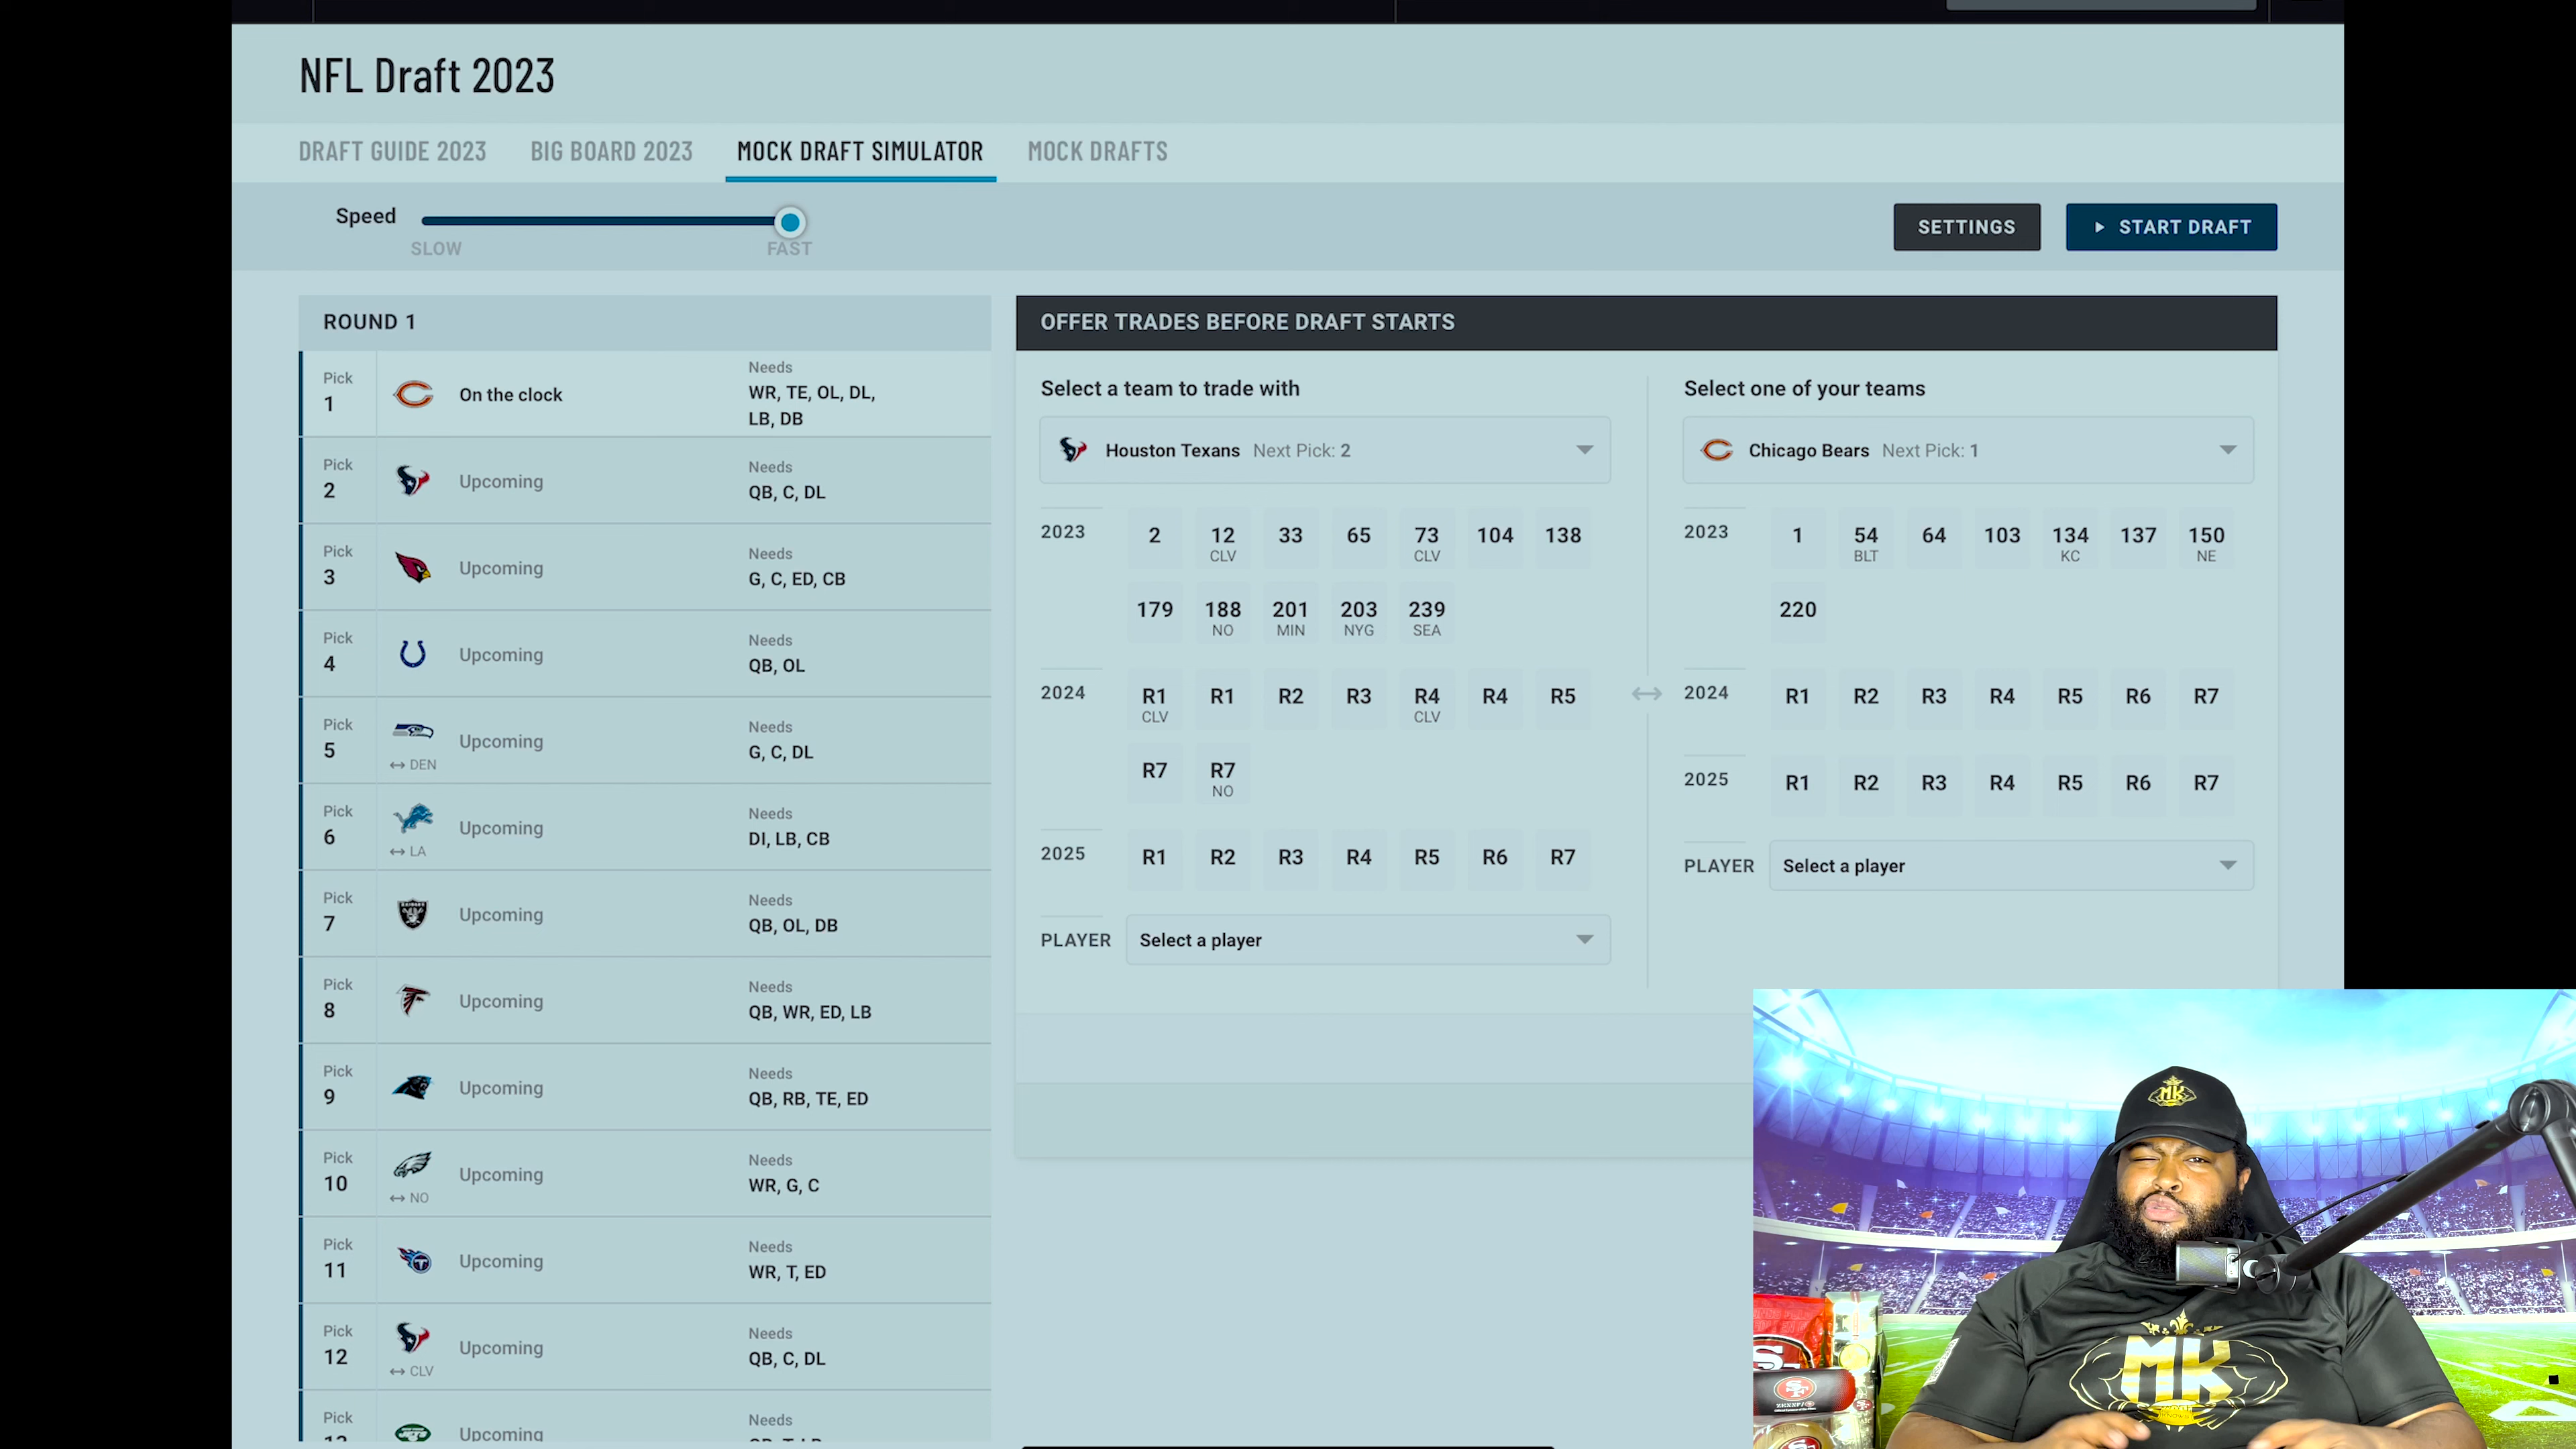 NFL Draft 2023
DRAFT GUIDE 2023 BIG BOARD 2023 MOCK DRAFT SIMULATOR MOCK DRAFTS
Speed
SLOW FAST
SETTINGS START DRAFT
ROUND 1
Pick
1
On the clock
Needs
WR, TE, OL, DL,
LB, DB
Pick
2
Upcoming
Needs
QB, C, DL
Pick
3
Upcoming
Needs
G, C, ED, CB
Pick
4
Upcoming
Needs
QB, OL
Pick
5
↔ DEN
Upcoming
Needs
G, C, DL
Pick
6
↔ LA
Upcoming
Needs
DI, LB, CB
Pick
7
Upcoming
Needs
QB, OL, DB
Pick
8
Upcoming
Needs
QB, WR, ED, LB
Pick
9
Upcoming
Needs
QB, RB, TE, ED
Pick
10
↔ NO
Upcoming
Needs
WR, G, C
Pick
11
Upcoming
Needs
WR, T, ED
Pick
12
↔ CLV
Upcoming
Needs
QB, C, DL
Pick
Upcoming
Needs
OFFER TRADES BEFORE DRAFT STARTS
Select a team to trade with
Houston Texans Next Pick: 2
2023 2 12 33 65 73 104 138
CLV CLV
179 188 201 203 239
NO MIN NYG SEA
2024 R1 R1 R2 R3 R4 R4 R5
CLV CLV
R7 R7
NO
2025 R1 R2 R3 R4 R5 R6 R7
PLAYER Select a player
Select one of your teams
Chicago Bears Next Pick: 1
2023 1 54 64 103 134 137 150
BLT KC NE
220
2024 R1 R2 R3 R4 R5 R6 R7
2025 R1 R2 R3 R4 R5 R6 R7
PLAYER Select a player
MK
MK